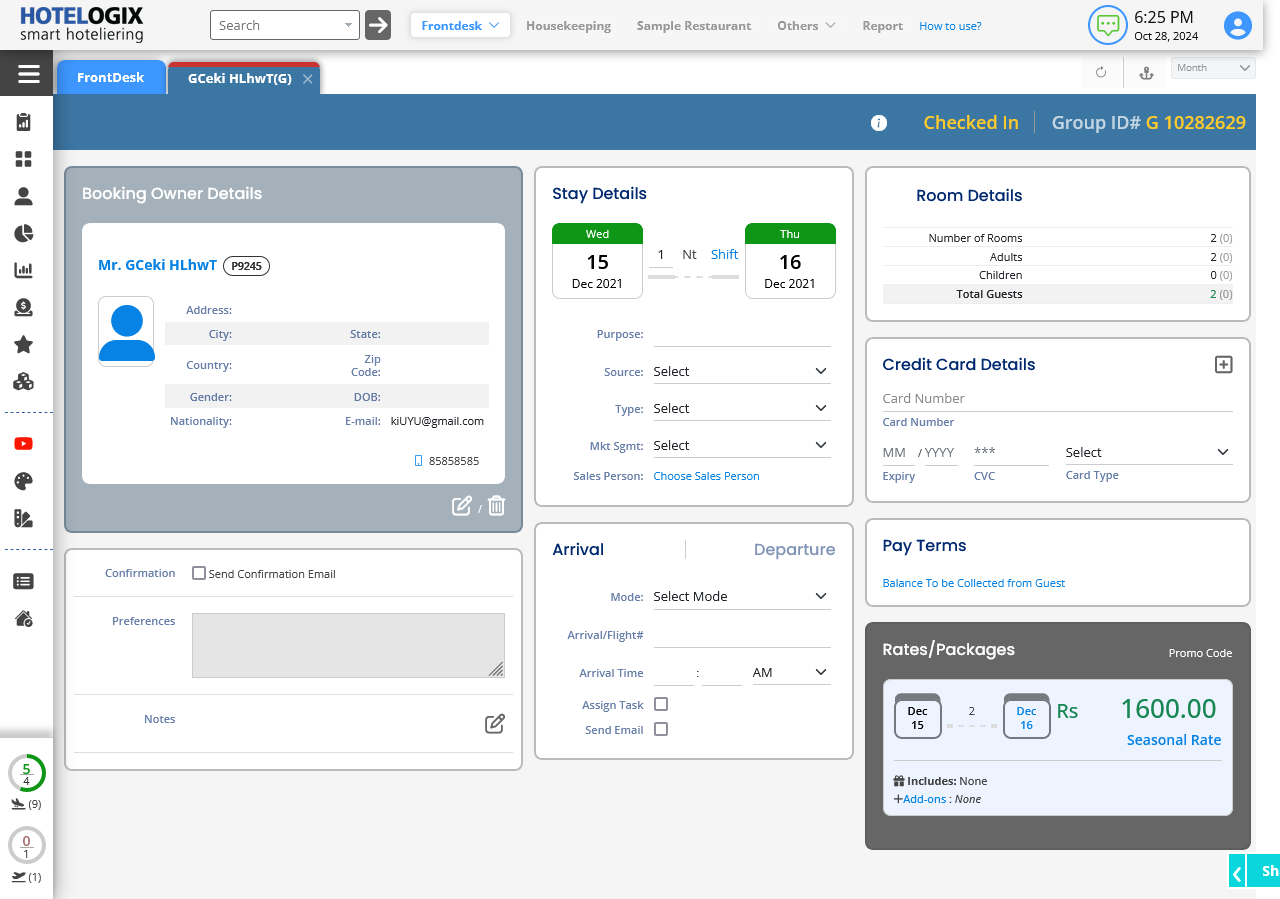 HOTELOGIX
smart hoteliering
Search
Frontdesk
Housekeeping
Sample Restaurant
Others
Report
How to use?
6:25 PM
Oct 28, 2024
FrontDesk
GCeki HLhwT(G)
Month
Checked In
Group ID# G 10282629
Booking Owner Details
Mr. GCeki HLhwT P9245
Address:
City: State:
Country: Zip Code:
Gender: DOB:
Nationality: E-mail: kiUYU@gmail.com
85858585
/
Confirmation Send Confirmation Email
Preferences
Notes
Stay Details
Wed
15
Dec 2021
1 Nt Shift
Thu
16
Dec 2021
Purpose:
Source: Select
Type: Select
Mkt Sgmt: Select
Sales Person: Choose Sales Person
Arrival Departure
Mode: Select Mode
Arrival/Flight#
Arrival Time : AM
Assign Task
Send Email
Room Details
Number of Rooms 2 (0)
Adults 2 (0)
Children 0 (0)
Total Guests 2 (0)
Credit Card Details
Card Number
Card Number
MM / YYYY *** Select
Expiry CVC Card Type
Pay Terms
Balance To be Collected from Guest
Rates/Packages Promo Code
Dec
15
2
Dec
16
Rs 1600.00
Seasonal Rate
Includes: None
+Add-ons : None
5
4
(9)
0
1
(1)
Sh